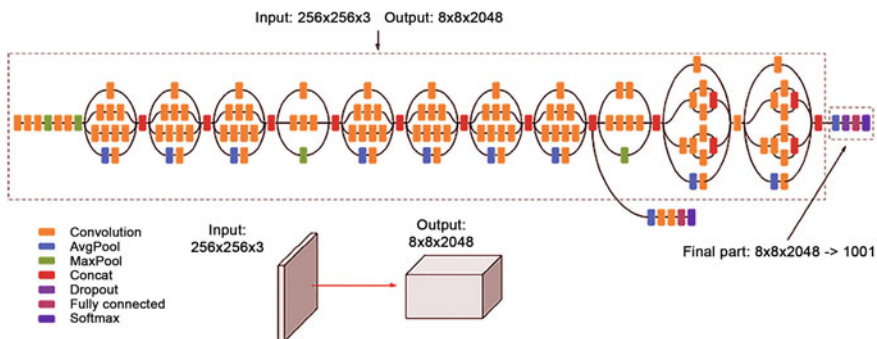 Input: 256x256x3 Output: 8x8x2048
Convolution
AvgPool
MaxPool
Concat
Dropout
Fully connected
Softmax
Input:
256x256x3
Output:
8x8x2048
Final part: 8x8x2048 -> 1001